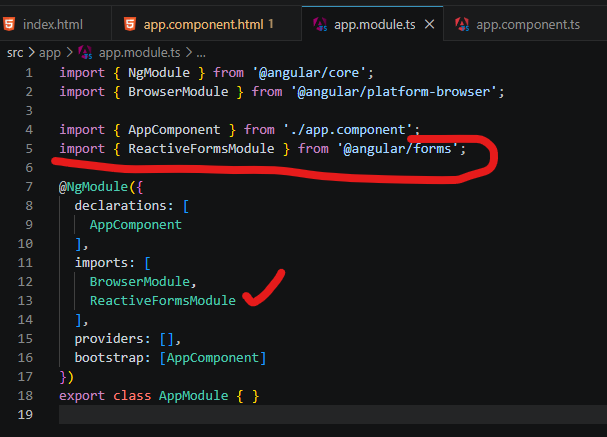 index.html app.component.html 1 app.module.ts × app.component.ts
src > app > app.module.ts > ...
1 import { NgModule } from '@angular/core';
2 import { BrowserModule } from '@angular/platform-browser';
3
4 import { AppComponent } from './app.component';
5 import { ReactiveFormsModule } from '@angular/forms';
6
7 @NgModule({
8 declarations: [
9 AppComponent
10 ],
11 imports: [
12 BrowserModule,
13 ReactiveFormsModule
14 ],
15 providers: [],
16 bootstrap: [AppComponent]
17 })
18 export class AppModule { }
19